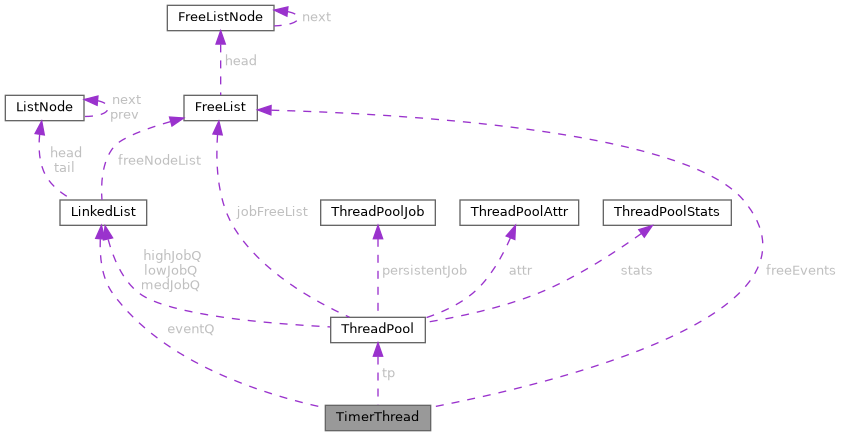 FreeListNode
next
head
ListNode
next
prev
FreeList
head
tail
freeNodeList
LinkedList
jobFreeList
ThreadPoolJob
ThreadPoolAttr
ThreadPoolStats
highJobQ
lowJobQ
medJobQ
persistentJob
attr
stats
freeEvents
eventQ
ThreadPool
tp
TimerThread